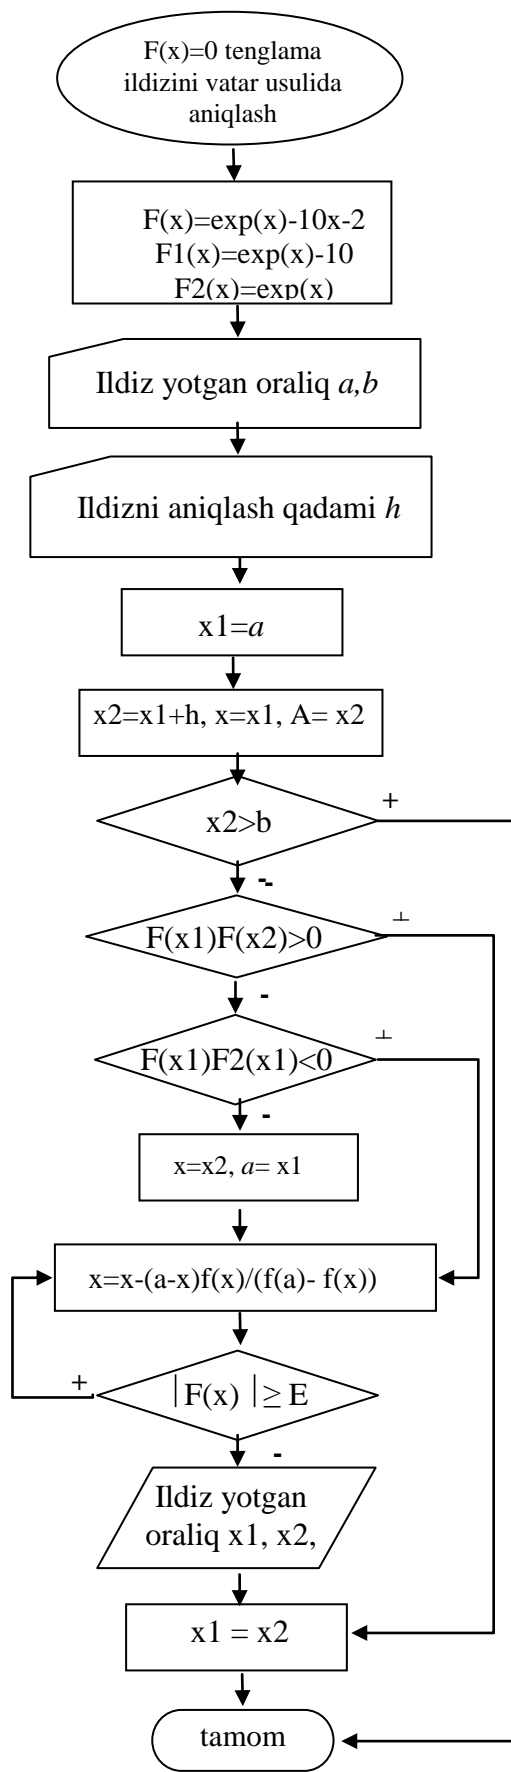 F(x)=0 tenglama
ildizini vatar usulida
aniqlash
F(x)=exp(x)-10x-2
F1(x)=exp(x)-10
F2(x)=exp(x)
Ildiz yotgan oraliq a,b
Ildizni aniqlash qadami h
x1=a
x2=x1+h, x=x1, A= x2
+
x2>b
-
+
F(x1)F(x2)>0
-
+
F(x1)F2(x1)<0
-
x=x2, a= x1
x=x-(a-x)f(x)/(f(a)- f(x))
+
|F(x) | ≥ E
-
Ildiz yotgan
oraliq x1, x2,
x1 = x2
tamom